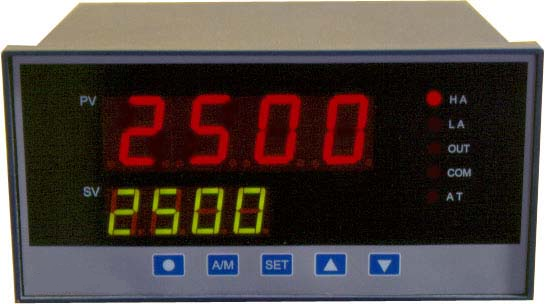 PV 2500
HA
LA
OUT
COM
AT
SV 2500
A/M SET